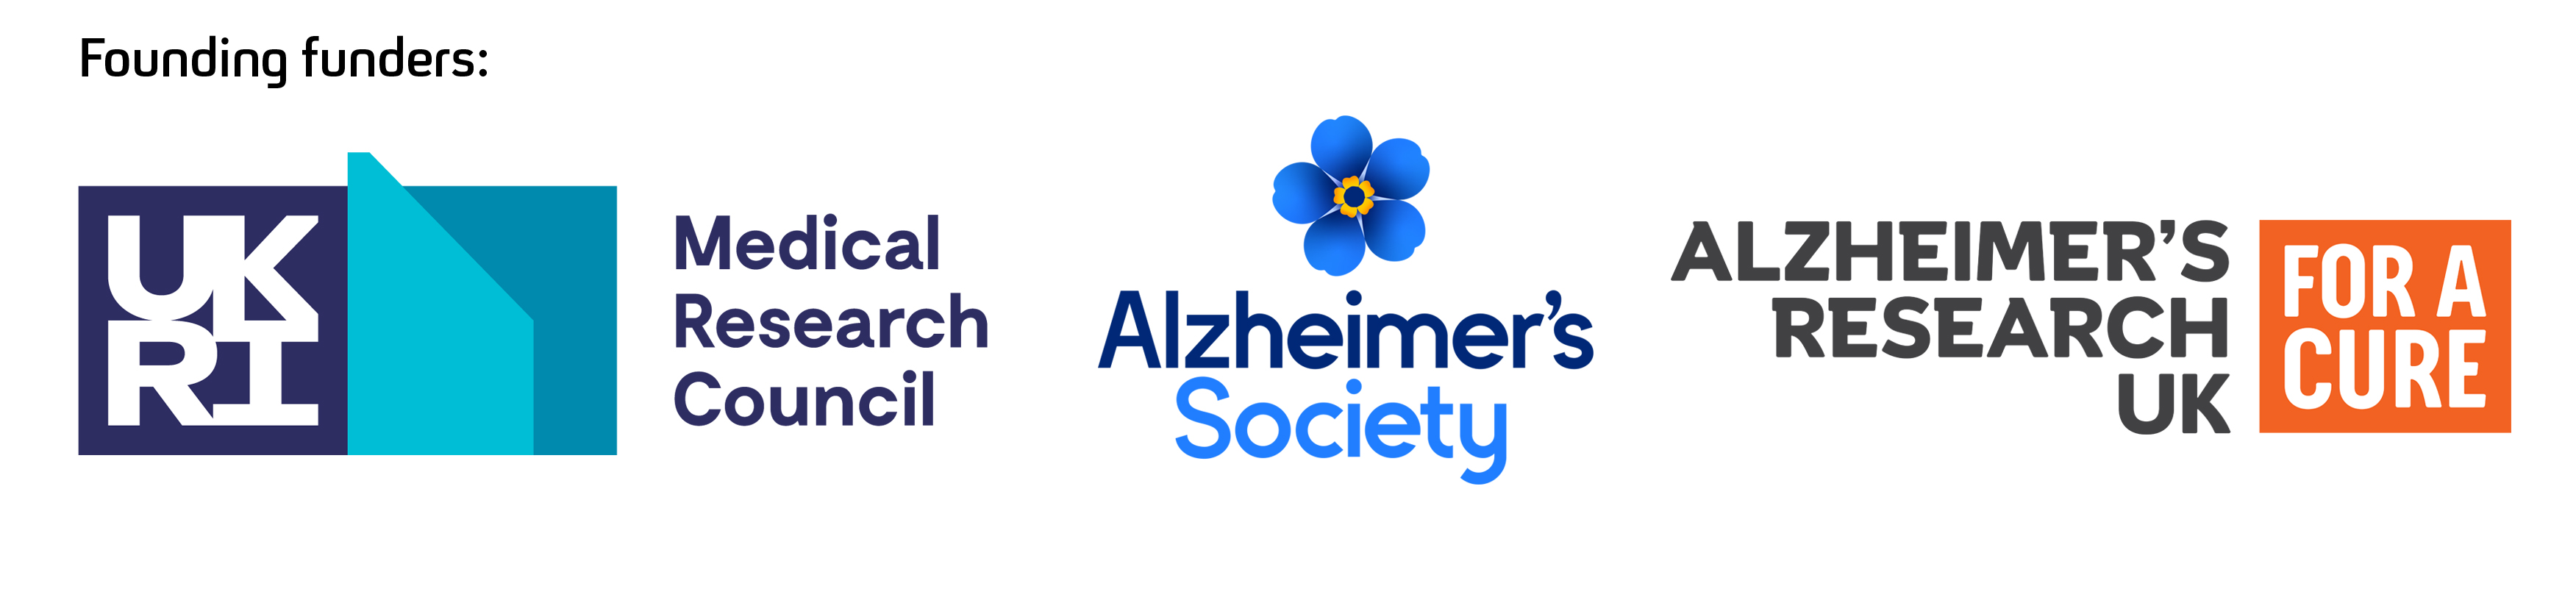 Founding funders:
UK
RI
Medical
Research
Council
Alzheimer's
Society
ALZHEIMER'S
RESEARCH
UK
FOR A
CURE